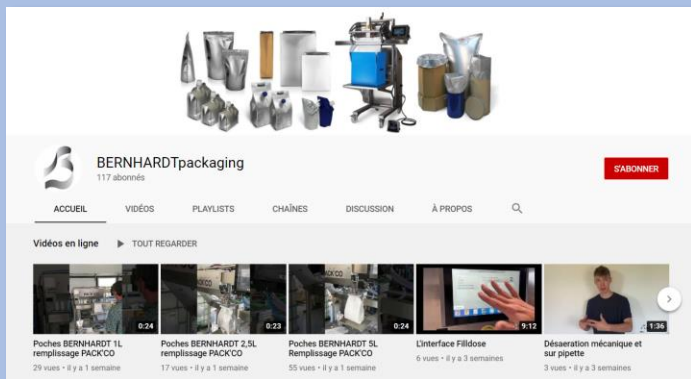 BERNHARDTpackaging
117 abonnés
S'ABONNER
ACCUEIL VIDÉOS PLAYLISTS CHAÎNES DISCUSSION À PROPOS
Vidéos en ligne TOUT REGARDER
0:24 0:23 0:24 9:12 1:36
Poches BERNHARDT 1L remplissage PACK'CO
29 vues • il y a 1 semaine
Poches BERNHARDT 2,5L remplissage PACK'CO
17 vues • il y a 1 semaine
Poches BERNHARDT 5L remplissage PACK'CO
55 vues • il y a 1 semaine
L'interface Filldose
6 vues • il y a 3 semaines
Désaeration mécanique et sur pipette
3 vues • il y a 3 semaines